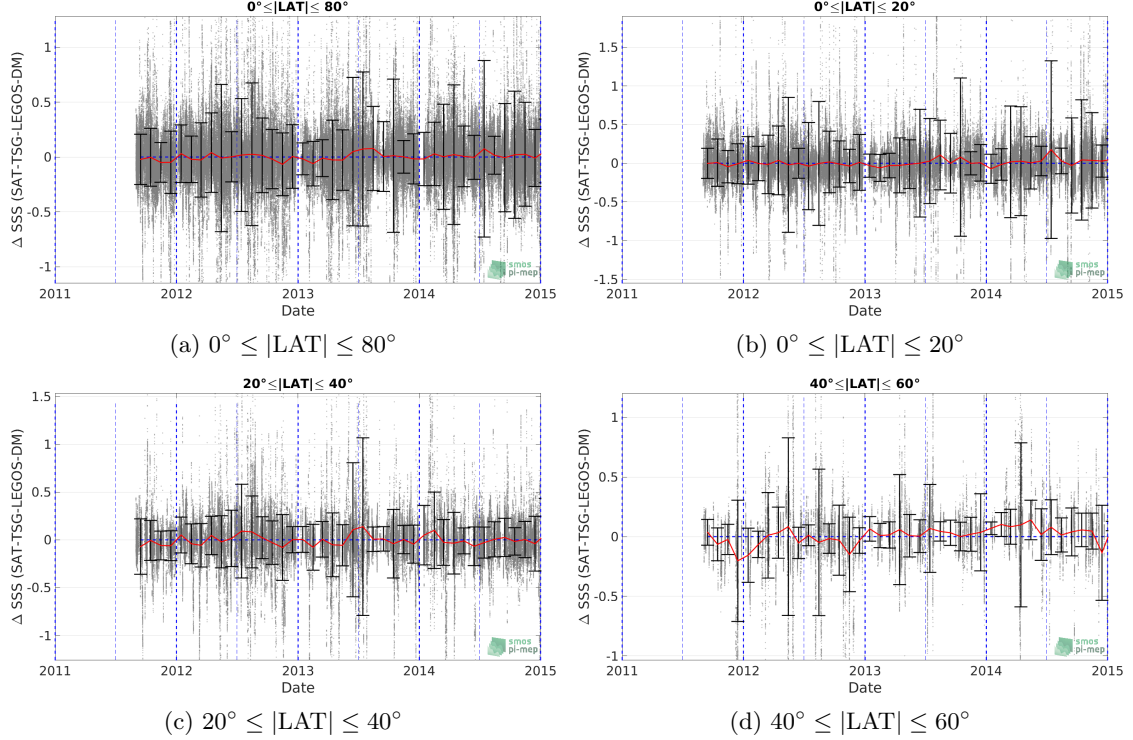 0°≤|LAT|≤ 80°
Δ SSS (SAT-TSG-LEGOS-DM)
1
0.5
0
-0.5
-1
2011
2012
2013
2014
2015
Date
smos
pi-mep
(a) 0° ≤ |LAT| ≤ 80°
0°≤|LAT|≤ 20°
Δ SSS (SAT-TSG-LEGOS-DM)
1.5
1
0.5
0
-0.5
-1
-1.5
2011
2012
2013
2014
2015
Date
smos
pi-mep
(b) 0° ≤ |LAT| ≤ 20°
20°≤|LAT|≤ 40°
Δ SSS (SAT-TSG-LEGOS-DM)
1.5
1
0.5
0
-0.5
-1
2011
2012
2013
2014
2015
Date
smos
pi-mep
(c) 20° ≤ |LAT| ≤ 40°
40°≤|LAT|≤ 60°
Δ SSS (SAT-TSG-LEGOS-DM)
1
0.5
0
-0.5
-1
2011
2012
2013
2014
2015
Date
smos
pi-mep
(d) 40° ≤ |LAT| ≤ 60°